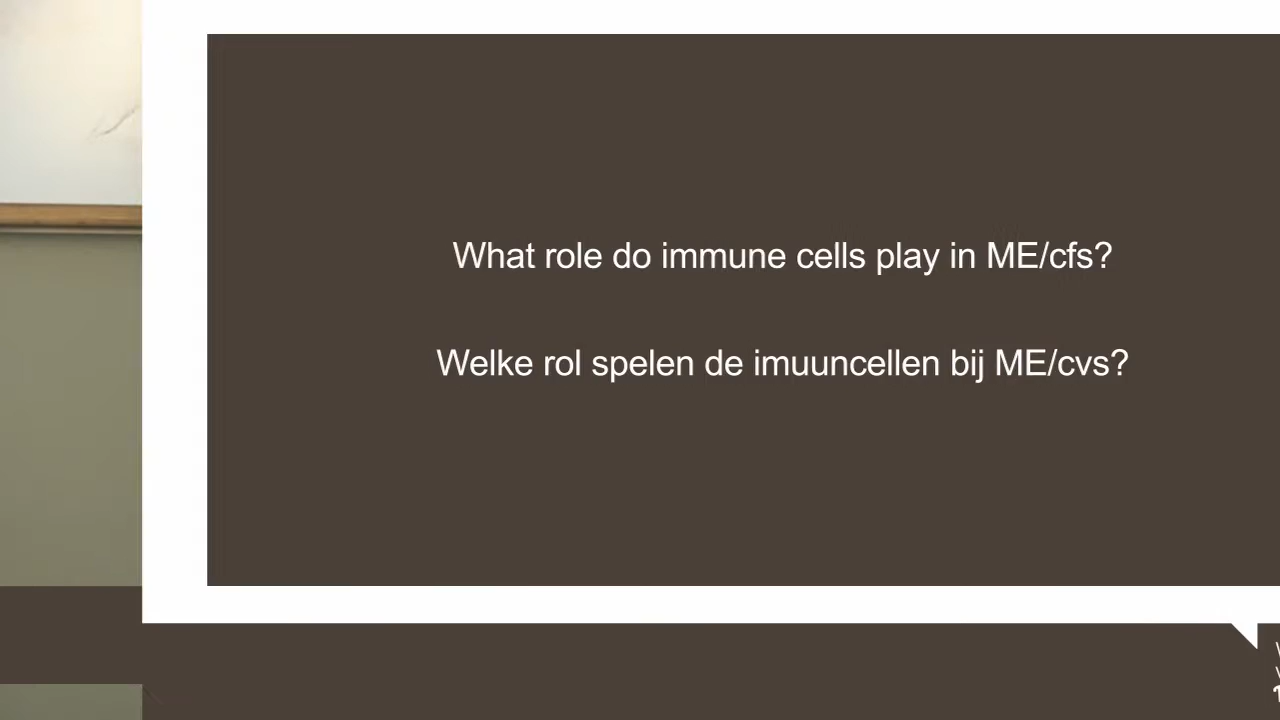 What role do immune cells play in ME/cfs?
Welke rol spelen de imuuncellen bij ME/cvs?